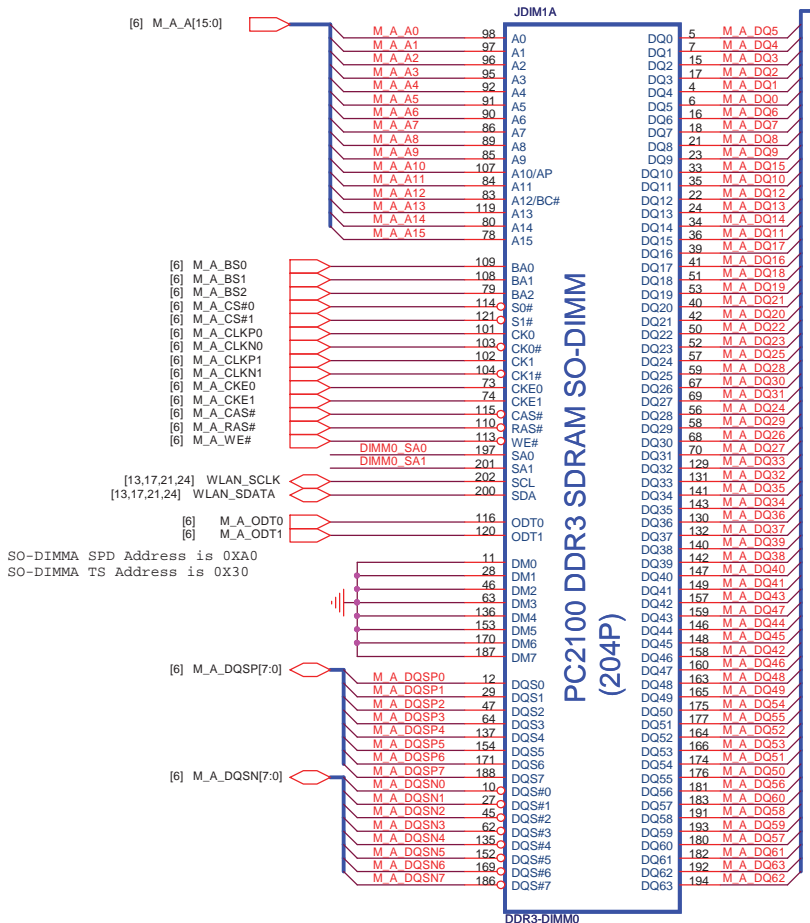 JDIM1A
[6] M_A_A[15:0]
M_A_A0 98 A0
M_A_A1 97 A1
M_A_A2 96 A2
M_A_A3 95 A3
M_A_A4 92 A4
M_A_A5 91 A5
M_A_A6 90 A6
M_A_A7 86 A7
M_A_A8 89 A8
M_A_A9 85 A9
M_A_A10 107 A10/AP
M_A_A11 84 A11
M_A_A12 83 A12/BC#
M_A_A13 119 A13
M_A_A14 80 A14
M_A_A15 78 A15
[6] M_A_BS0 109 BA0
[6] M_A_BS1 108 BA1
[6] M_A_BS2 79 BA2
[6] M_A_CS#0 114 S0#
[6] M_A_CS#1 121 S1#
[6] M_A_CLKP0 101 CK0
[6] M_A_CLKN0 103 CK0#
[6] M_A_CLKP1 102 CK1
[6] M_A_CLKN1 104 CK1#
[6] M_A_CKE0 73 CKE0
[6] M_A_CKE1 74 CKE1
[6] M_A_CAS# 115 CAS#
[6] M_A_RAS# 110 RAS#
[6] M_A_WE# 113 WE#
DIMM0_SA0 197 SA0
DIMM0_SA1 201 SA1
[13,17,21,24] WLAN_SCLK 202 SCL
[13,17,21,24] WLAN_SDATA 200 SDA
[6] M_A_ODT0 116 ODT0
[6] M_A_ODT1 120 ODT1
SO-DIMMA SPD Address is 0XA0
SO-DIMMA TS Address is 0X30
11 DM0
28 DM1
46 DM2
63 DM3
136 DM4
153 DM5
170 DM6
187 DM7
[6] M_A_DQSP[7:0]
M_A_DQSP0 12 DQS0
M_A_DQSP1 29 DQS1
M_A_DQSP2 47 DQS2
M_A_DQSP3 64 DQS3
M_A_DQSP4 137 DQS4
M_A_DQSP5 154 DQS5
M_A_DQSP6 171 DQS6
M_A_DQSP7 188 DQS7
[6] M_A_DQSN[7:0]
M_A_DQSN0 10 DQS#0
M_A_DQSN1 27 DQS#1
M_A_DQSN2 45 DQS#2
M_A_DQSN3 62 DQS#3
M_A_DQSN4 135 DQS#4
M_A_DQSN5 152 DQS#5
M_A_DQSN6 169 DQS#6
M_A_DQSN7 186 DQS#7
PC2100 DDR3 SDRAM SO-DIMM
(204P)
DQ0 5 M_A_DQ5
DQ1 7 M_A_DQ4
DQ2 15 M_A_DQ3
DQ3 17 M_A_DQ2
DQ4 4 M_A_DQ1
DQ5 6 M_A_DQ0
DQ6 16 M_A_DQ6
DQ7 18 M_A_DQ7
DQ8 21 M_A_DQ8
DQ9 23 M_A_DQ9
DQ10 33 M_A_DQ15
DQ11 35 M_A_DQ10
DQ12 22 M_A_DQ12
DQ13 24 M_A_DQ13
DQ14 34 M_A_DQ14
DQ15 36 M_A_DQ11
DQ16 39 M_A_DQ17
DQ17 41 M_A_DQ16
DQ18 51 M_A_DQ18
DQ19 53 M_A_DQ19
DQ20 40 M_A_DQ21
DQ21 42 M_A_DQ20
DQ22 50 M_A_DQ22
DQ23 52 M_A_DQ23
DQ24 57 M_A_DQ25
DQ25 59 M_A_DQ28
DQ26 67 M_A_DQ30
DQ27 69 M_A_DQ31
DQ28 56 M_A_DQ24
DQ29 58 M_A_DQ29
DQ30 68 M_A_DQ26
DQ31 70 M_A_DQ27
DQ32 129 M_A_DQ33
DQ33 131 M_A_DQ32
DQ34 141 M_A_DQ35
DQ35 143 M_A_DQ34
DQ36 130 M_A_DQ36
DQ37 132 M_A_DQ37
DQ38 140 M_A_DQ39
DQ39 142 M_A_DQ38
DQ40 147 M_A_DQ40
DQ41 149 M_A_DQ41
DQ42 157 M_A_DQ43
DQ43 159 M_A_DQ47
DQ44 146 M_A_DQ44
DQ45 148 M_A_DQ45
DQ46 158 M_A_DQ42
DQ47 160 M_A_DQ46
DQ48 163 M_A_DQ48
DQ49 165 M_A_DQ49
DQ50 175 M_A_DQ54
DQ51 177 M_A_DQ55
DQ52 164 M_A_DQ52
DQ53 166 M_A_DQ53
DQ54 174 M_A_DQ51
DQ55 176 M_A_DQ50
DQ56 181 M_A_DQ56
DQ57 183 M_A_DQ60
DQ58 191 M_A_DQ58
DQ59 193 M_A_DQ59
DQ60 180 M_A_DQ57
DQ61 182 M_A_DQ61
DQ62 192 M_A_DQ63
DQ63 194 M_A_DQ62
DDR3-DIMM0